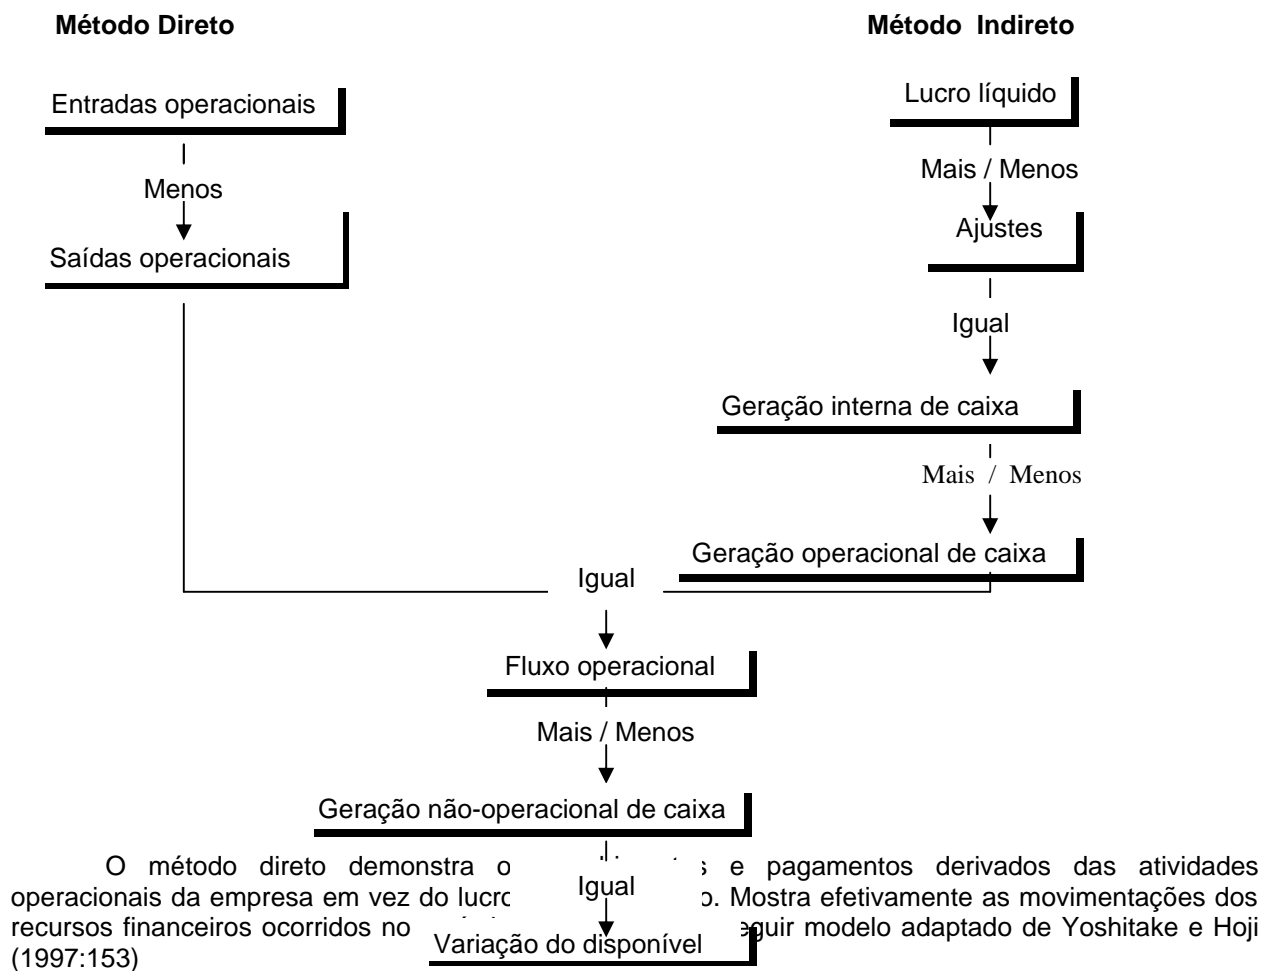 Método Direto
Método Indireto
Entradas operacionais
Menos
Saídas operacionais
Lucro líquido
Mais / Menos
Ajustes
Igual
Geração interna de caixa
Mais / Menos
Geração operacional de caixa
Igual
Fluxo operacional
Mais / Menos
Geração não-operacional de caixa
Igual
Variação do disponível
O método direto demonstra e pagamentos derivados das atividades
operacionais da empresa em vez do lucro Mostra efetivamente as movimentações dos
recursos financeiros ocorridos no modelo adaptado de Yoshitake e Hoji
(1997:153)